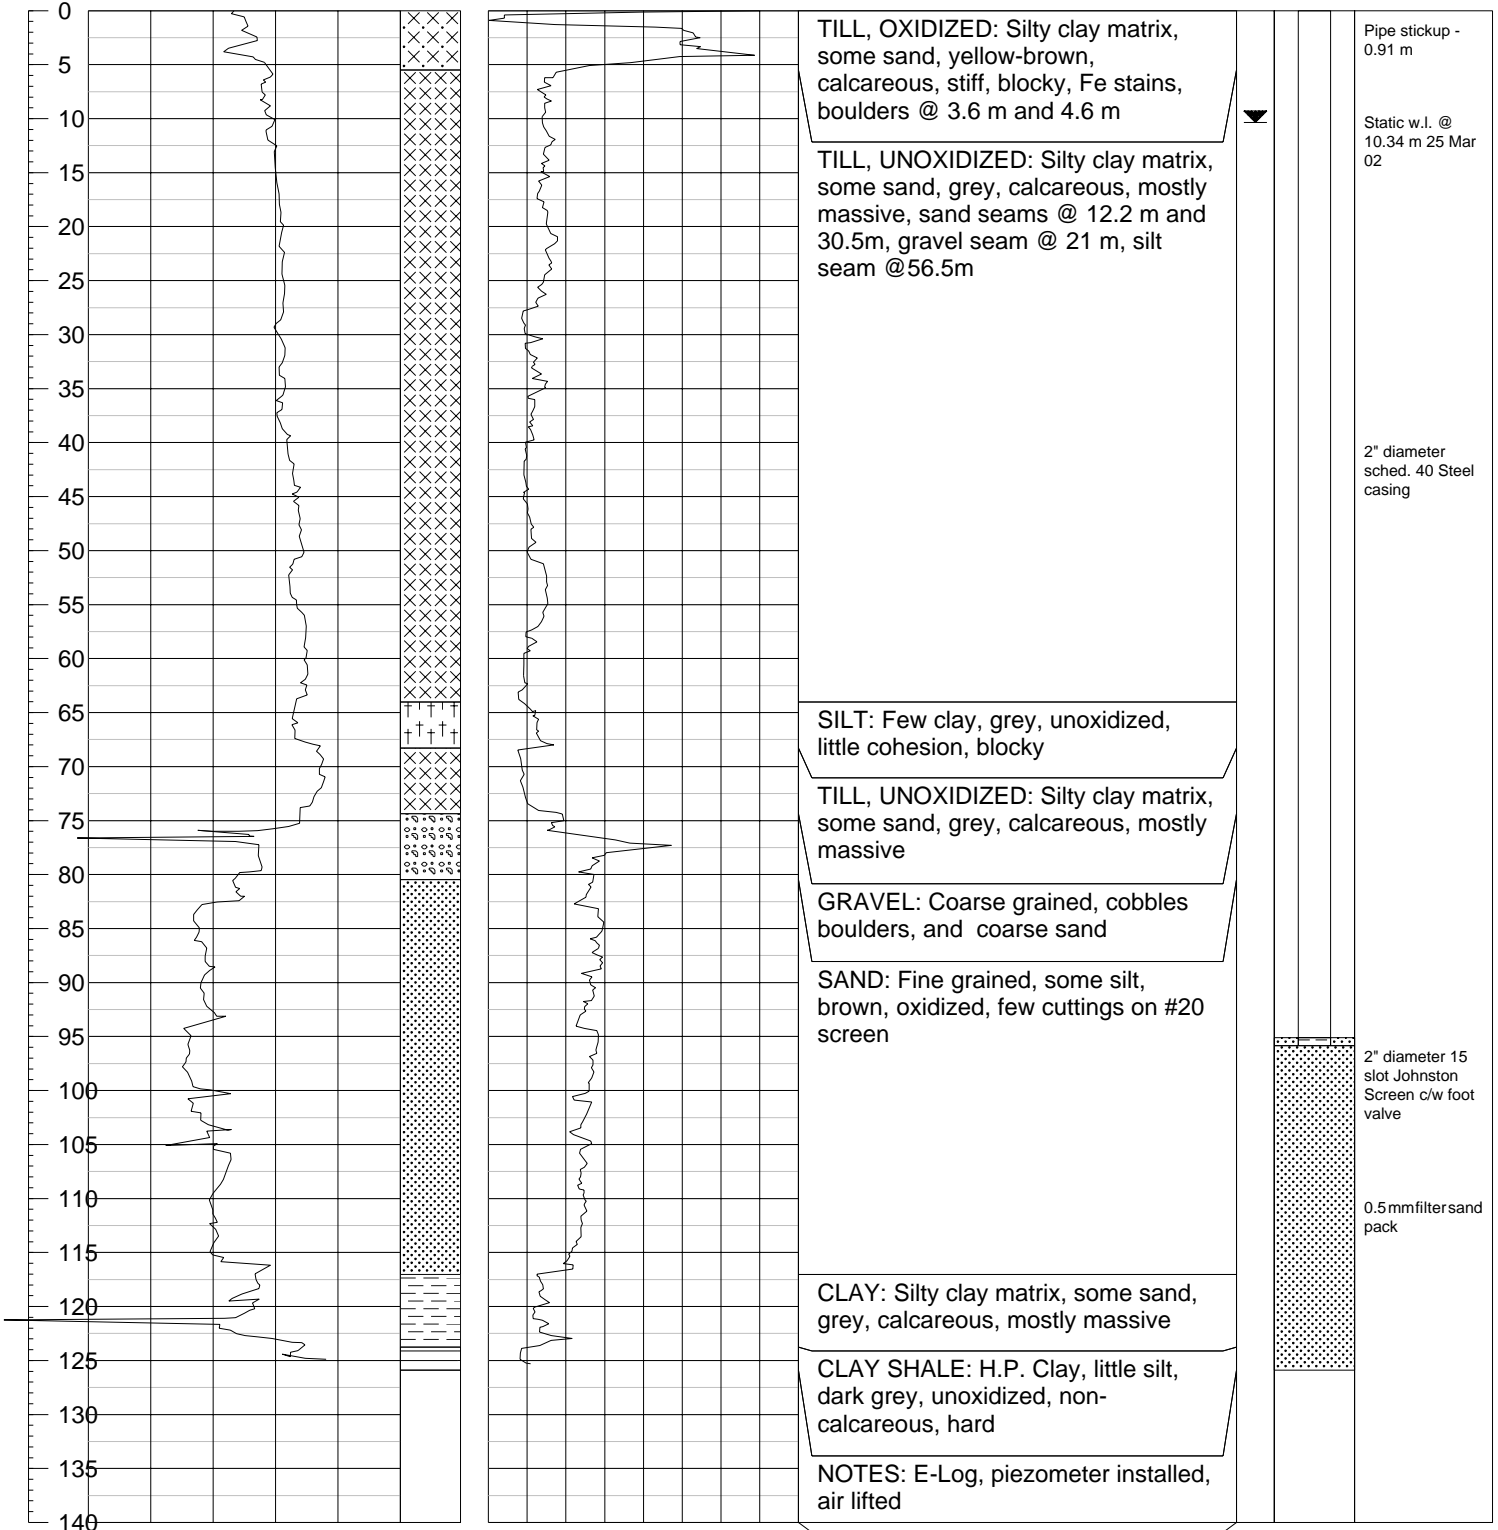 0
5
10
15
20
25
30
35
40
45
50
55
60
65
70
75
80
85
90
95
100
105
110
115
120
125
130
135
140
TILL, OXIDIZED: Silty clay matrix,
some sand, yellow-brown,
calcareous, stiff, blocky, Fe stains,
boulders @ 3.6 m and 4.6 m
TILL, UNOXIDIZED: Silty clay matrix,
some sand, grey, calcareous, mostly
massive, sand seams @ 12.2 m and
30.5m, gravel seam @ 21 m, silt
seam @56.5m
SILT: Few clay, grey, unoxidized,
little cohesion, blocky
TILL, UNOXIDIZED: Silty clay matrix,
some sand, grey, calcareous, mostly
massive
GRAVEL: Coarse grained, cobbles
boulders, and coarse sand
SAND: Fine grained, some silt,
brown, oxidized, few cuttings on #20
screen
CLAY: Silty clay matrix, some sand,
grey, calcareous, mostly massive
CLAY SHALE: H.P. Clay, little silt,
dark grey, unoxidized, non-
calcareous, hard
NOTES: E-Log, piezometer installed,
air lifted
Pipe stickup -
0.91 m
Static w.l. @
10.34 m 25 Mar
02
2" diameter
sched. 40 Steel
casing
2" diameter 15
slot Johnston
Screen c/w foot
valve
0.5 mm filter sand
pack